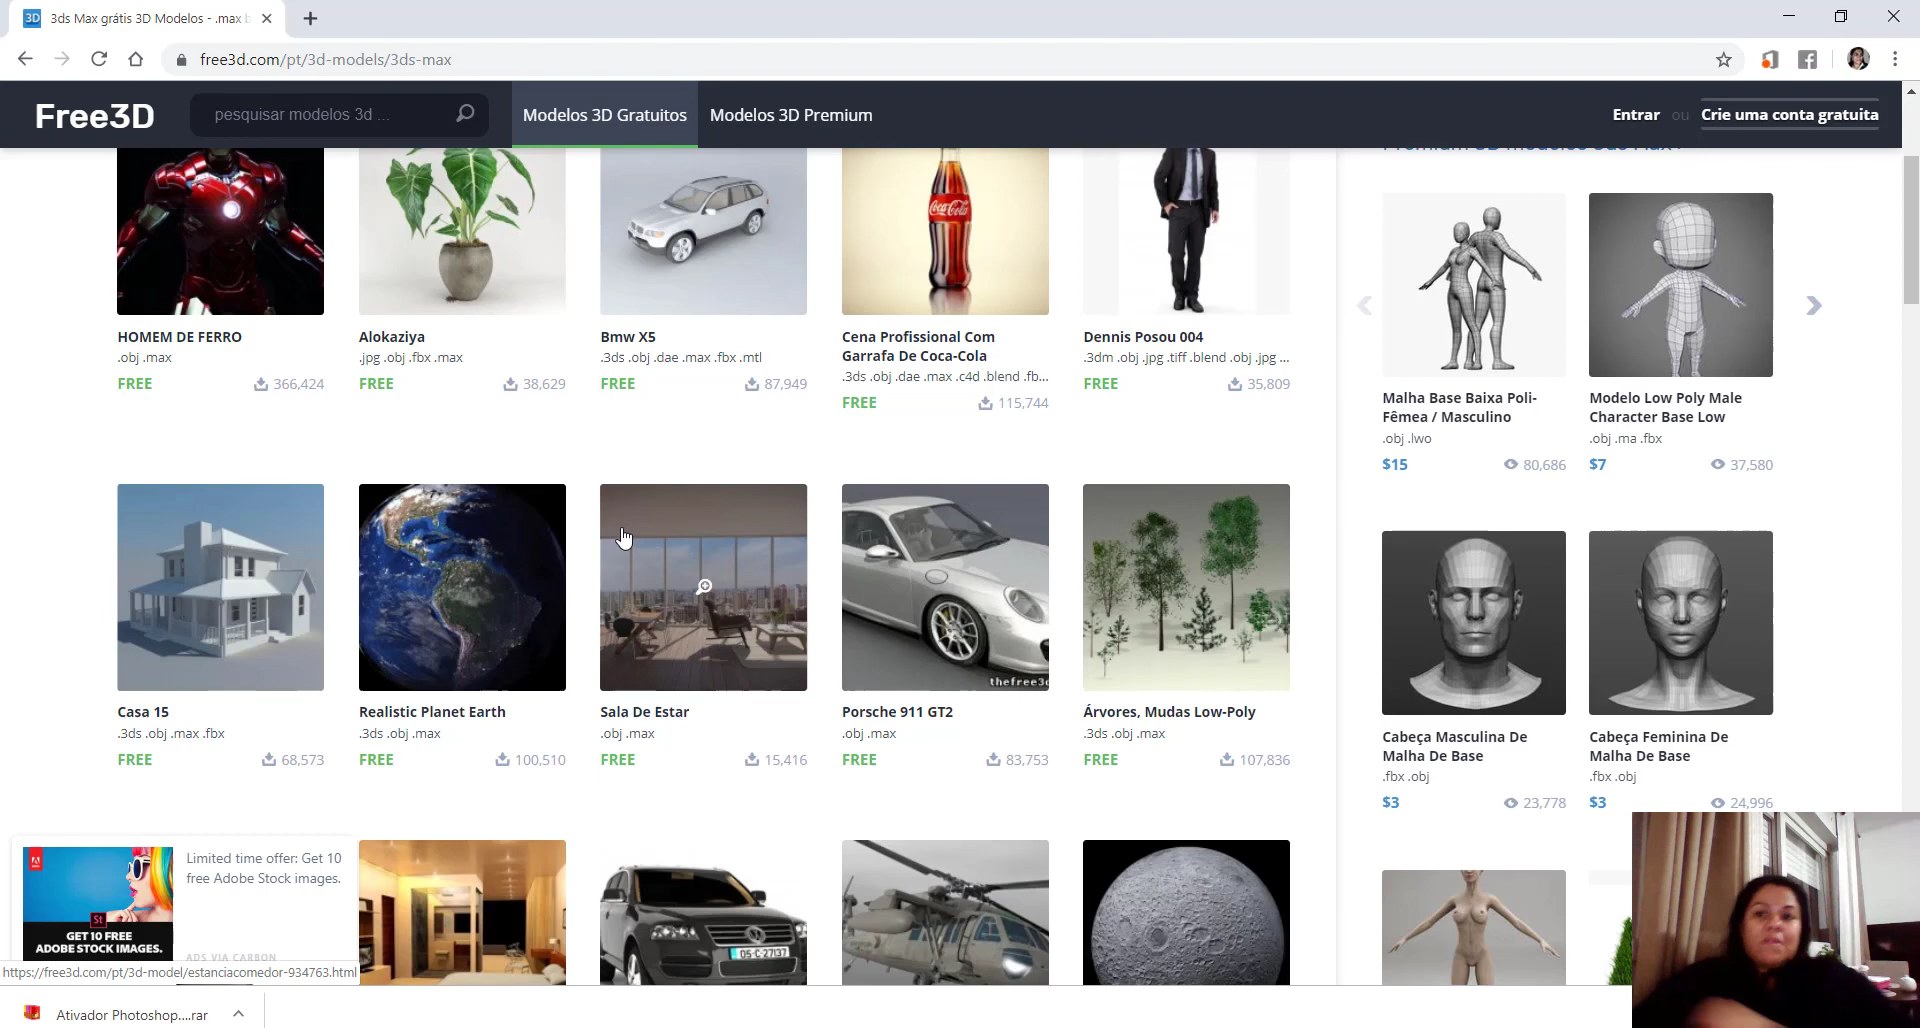 3D 3ds Max grátis 3D Modelos - .max b
free3d.com/pt/3d-models/3ds-max
Free3D
pesquisar modelos 3d ...
Modelos 3D Gratuitos
Modelos 3D Premium
Entrar ou Crie uma conta gratuita
Premium 3D modelos 3ds Max
HOMEM DE FERRO
.obj .max
FREE 366,424
Alokaziya
.jpg .obj .fbx .max
FREE 38,629
Bmw X5
.3ds .obj .dae .max .fbx .mtl
FREE 87,949
Coca-Cola
Cena Profissional Com
Garrafa De Coca-Cola
.3ds .obj .dae .max .c4d .blend .fb...
FREE 115,744
Dennis Posou 004
.3dm .obj .jpg .tiff .blend .obj .jpg ...
FREE 35,809
Malha Base Baixa Poli-
Fêmea / Masculino
.obj .lwo
$15 80,686
Modelo Low Poly Male
Character Base Low
.obj .ma .fbx
$7 37,580
Casa 15
.3ds .obj .max .fbx
FREE 68,573
Realistic Planet Earth
.3ds .obj .max
FREE 100,510
Sala De Estar
.obj .max
FREE 15,416
thefree3d
Porsche 911 GT2
.obj .max
FREE 83,753
Árvores, Mudas Low-Poly
.3ds .obj .max
FREE 107,836
Cabeça Masculina De
Malha De Base
.fbx .obj
$3 23,778
Cabeça Feminina De
Malha De Base
.fbx .obj
$3 24,996
St
GET 10 FREE
ADOBE STOCK IMAGES.
Limited time offer: Get 10
free Adobe Stock images.
ADS VIA CARBON
https://free3d.com/pt/3d-model/estanciacomedor-934763.html
Ativador Photoshop....rar